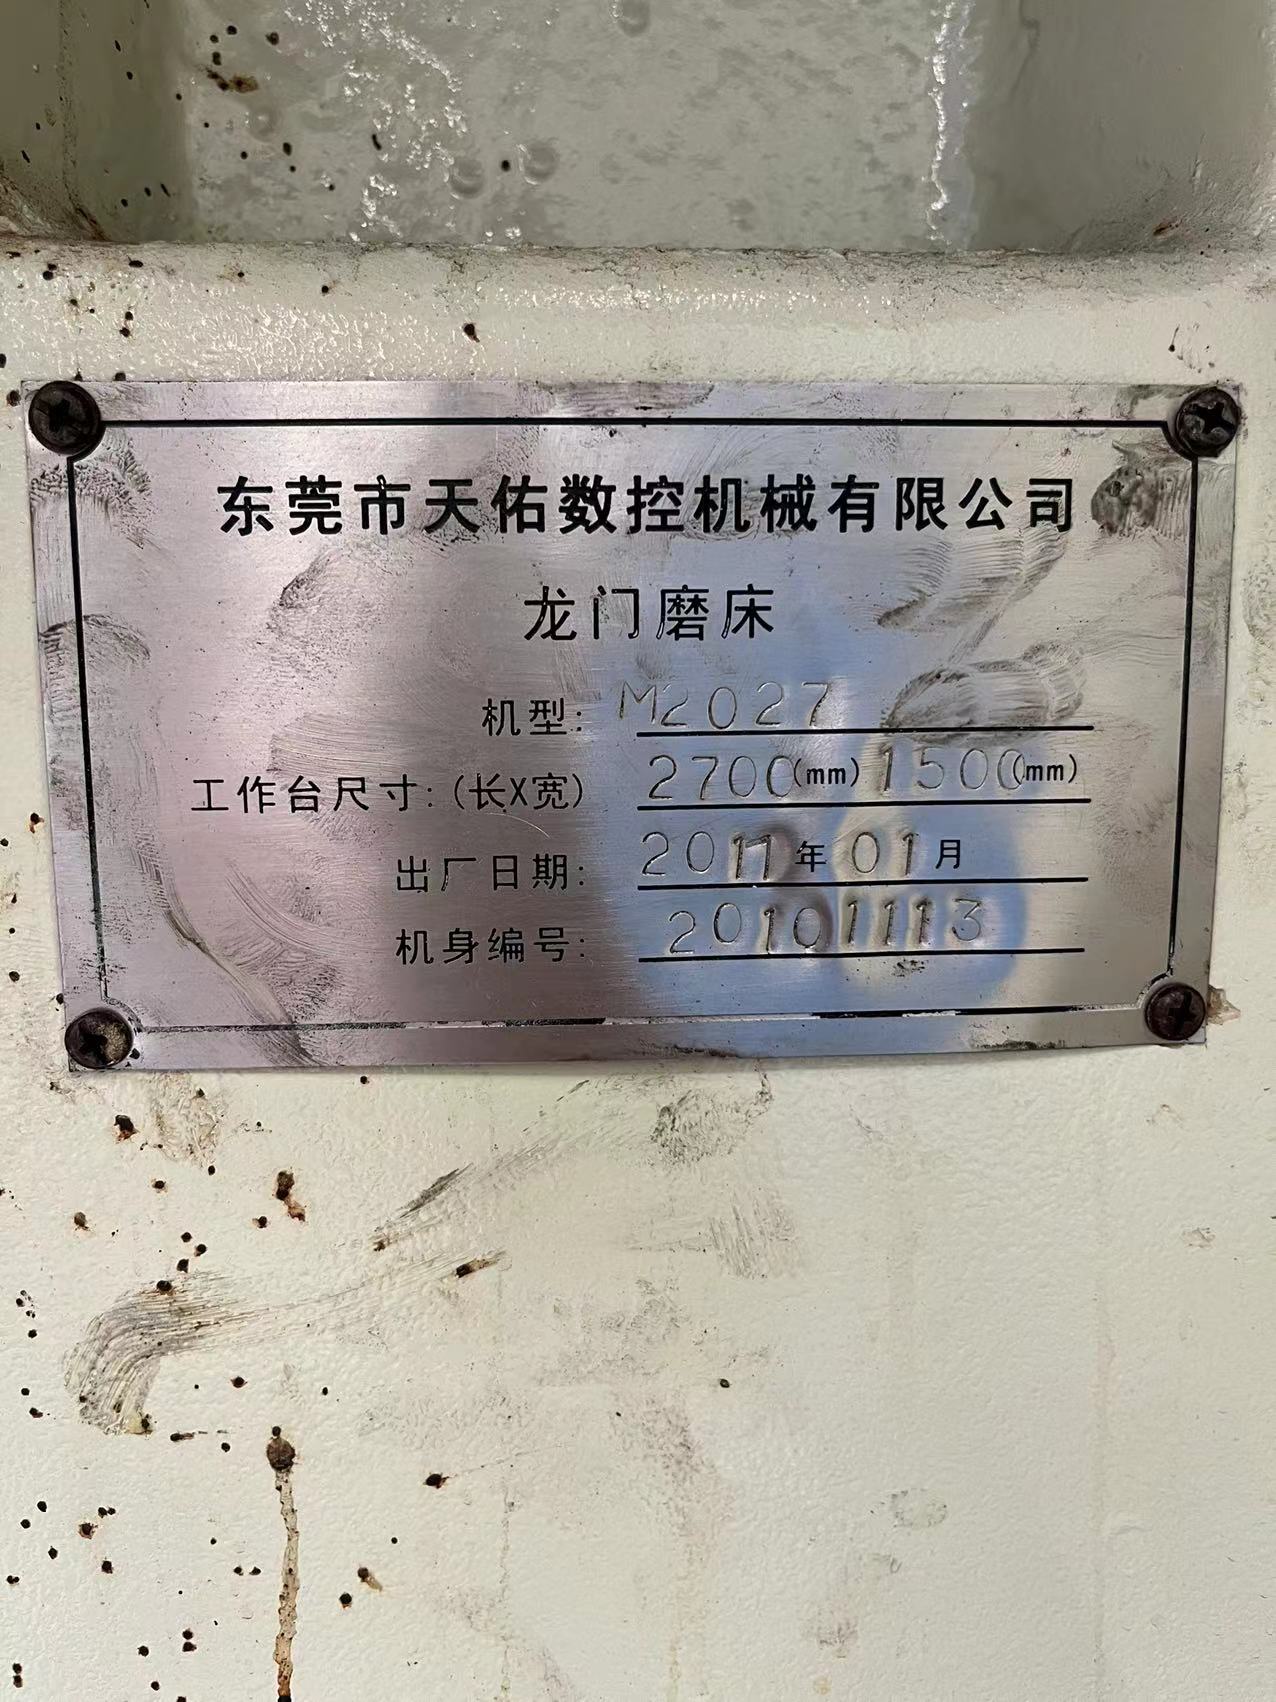 东莞市天佑数控机械有限公司
龙门磨床
机型: M2027
工作台尺寸:(长X宽) 2700(mm) 1500(mm)
出厂日期: 2011年01月
机身编号: 20101113